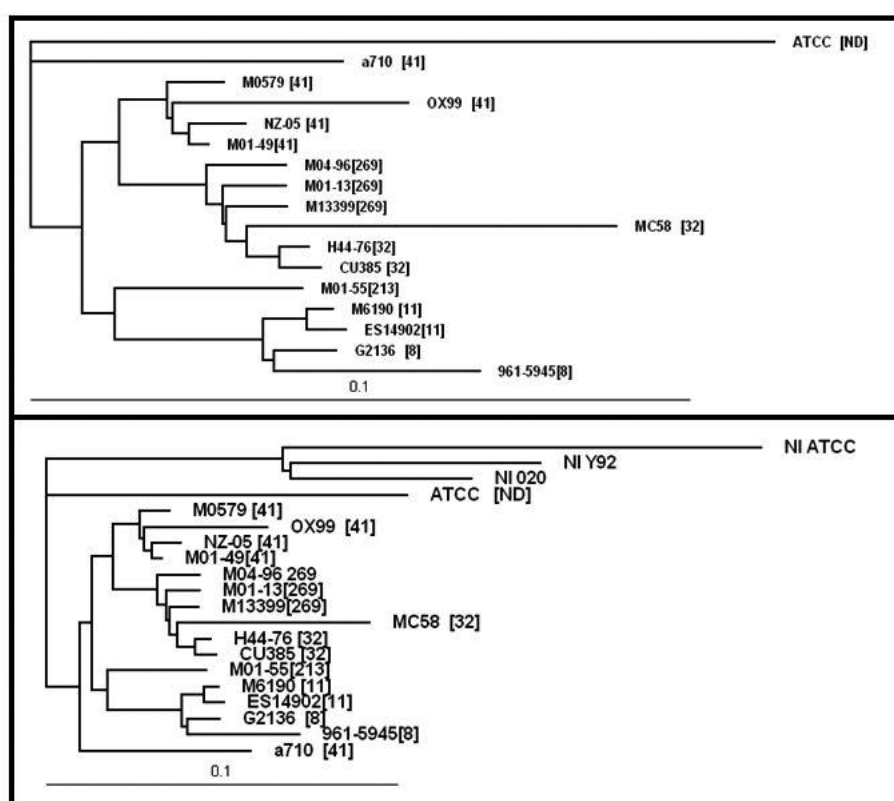 ATCC [ND]
a710 [41]
M0579 [41]
OX99 [41]
NZ-05 [41]
M01-49[41]
M04-96[269]
M01-13[269]
M13399[269]
MC58 [32]
H44-76[32]
CU385 [32]
M01-55[213]
M6190 [11]
ES14902[11]
G2136 [8]
961-5945[8]
0.1
NI ATCC
NI Y92
NI 020
ATCC [ND]
M0579 [41]
OX99 [41]
NZ-05 [41]
M01-49[41]
M04-96 269
M01-13[269]
M13399[269]
MC58 [32]
H44-76 [32]
CU385 [32]
M01-55[213]
M6190 [11]
ES14902[11]
G2136 [8]
961-5945[8]
a710 [41]
0.1